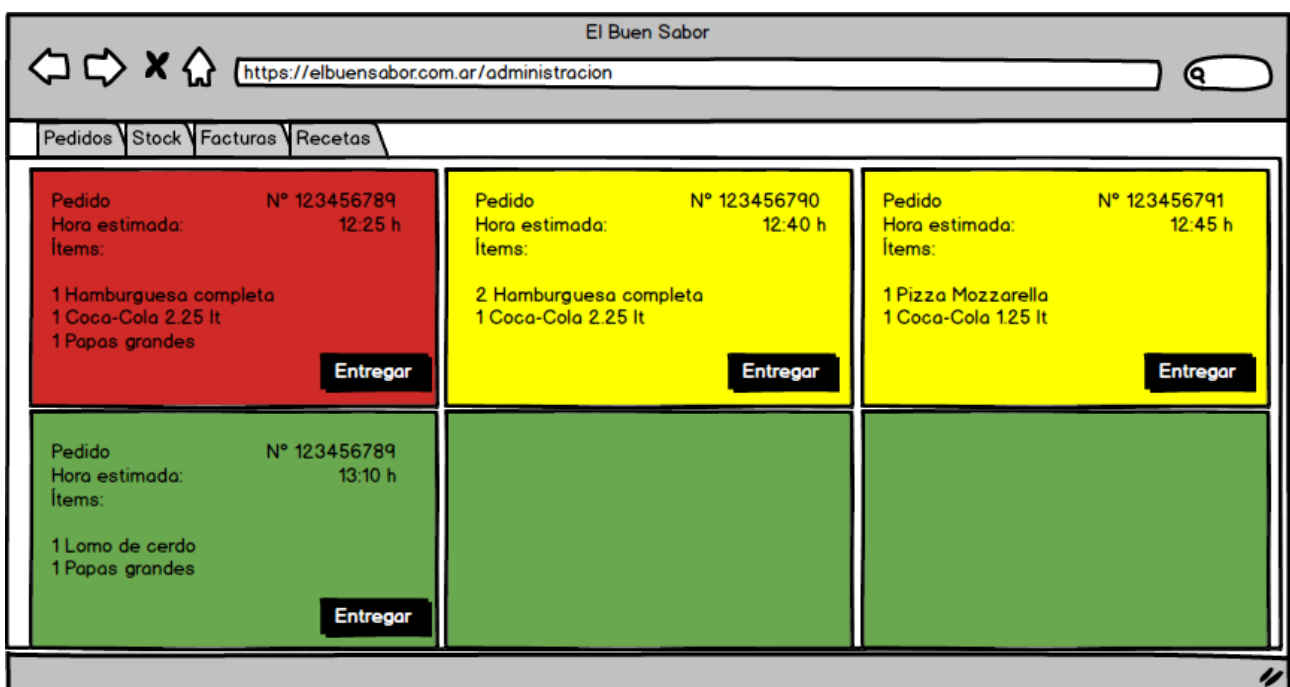 El Buen Sabor
https://elbuensabor.com.ar/administracion
Pedidos Stock Facturas Recetas
Pedido N° 123456789
Hora estimada: 12:25 h
Ítems:
1 Hamburguesa completa
1 Coca-Cola 2.25 lt
1 Papas grandes
Entregar
Pedido N° 123456790
Hora estimada: 12:40 h
Ítems:
2 Hamburguesa completa
1 Coca-Cola 2.25 lt
Entregar
Pedido N° 123456791
Hora estimada: 12:45 h
Ítems:
1 Pizza Mozzarella
1 Coca-Cola 1.25 lt
Entregar
Pedido N° 123456789
Hora estimada: 13:10 h
Ítems:
1 Lomo de cerdo
1 Papas grandes
Entregar